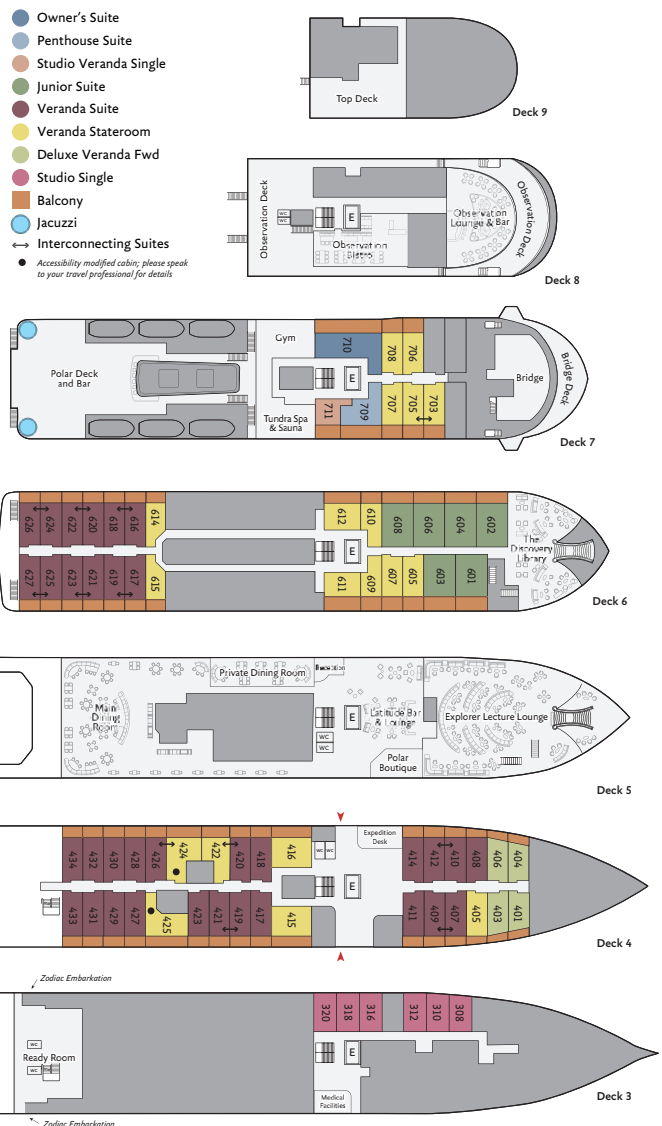 Owner's Suite
Penthouse Suite
Studio Veranda Single
Junior Suite
Veranda Suite
Veranda Stateroom
Deluxe Veranda Fwd
Studio Single
Balcony
Jacuzzi
Interconnecting Suites
Accessibility modified cabin; please speak
to your travel professional for details
Top Deck
Deck 9
Observation Deck
WC
WC
E
Observation
Bistro
Observation
Lounge & Bar
Observation Deck
Deck 8
Polar Deck
and Bar
Gym
Tundra Spa
& Sauna
710
708
706
E
711
709
707
705
703
Bridge
Bridge Deck
Deck 7
626
624
622
620
618
616
614
612
610
608
606
604
602
E
627
625
623
621
619
617
615
611
609
607
605
603
601
The
Discovery
Library
Deck 6
Main
Dining
Room
Private Dining Room
E
WC
WC
Latitude Bar
& Lounge
Polar
Boutique
Explorer Lecture Lounge
Deck 5
434
432
430
428
426
424
422
420
418
416
WC
WC
Expedition
Desk
414
412
410
408
406
404
E
433
431
429
427
425
423
421
419
417
415
411
409
407
405
403
401
Deck 4
Zodiac Embarkation
WC
Ready Room
WC
320
318
316
312
310
308
E
Medical
Facilities
Deck 3
Zodiac Embarkation